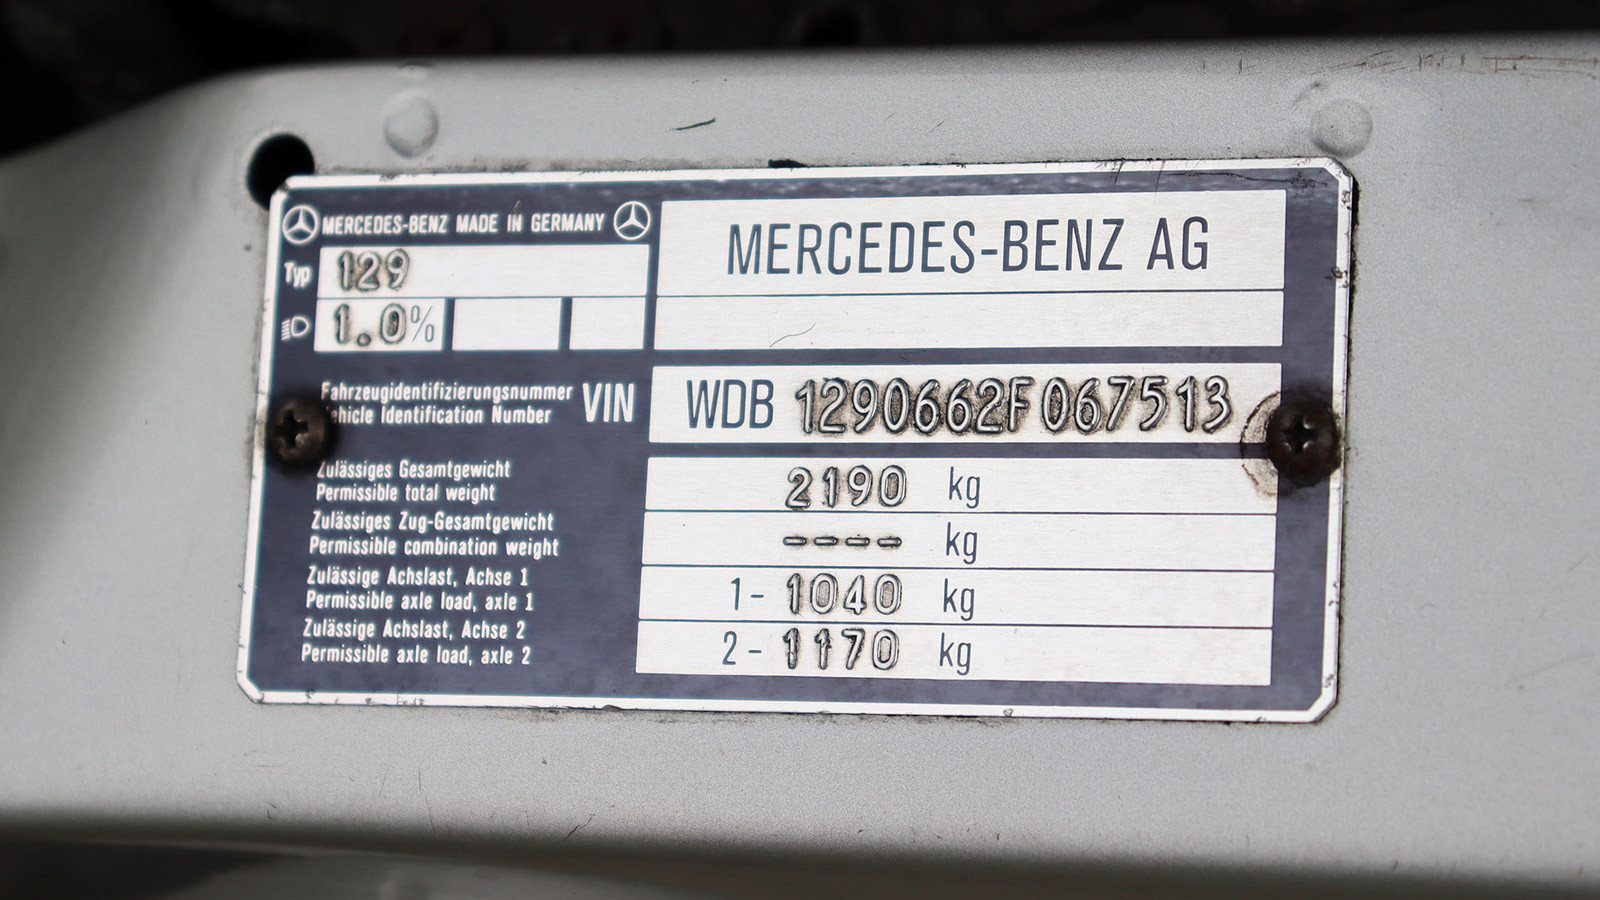 MERCEDES-BENZ MADE IN GERMANY
MERCEDES-BENZ AG
Typ 129
1.0%
Fahrzeugidentifizierungsnummer
Vehicle Identification Number
VIN WDB 1290662F067513
Zulässiges Gesamtgewicht
Permissible total weight
2190 kg
Zulässiges Zug-Gesamtgewicht
Permissible combination weight
---- kg
Zulässige Achslast, Achse 1
Permissible axle load, axle 1
1- 1040 kg
Zulässige Achslast, Achse 2
Permissible axle load, axle 2
2- 1170 kg